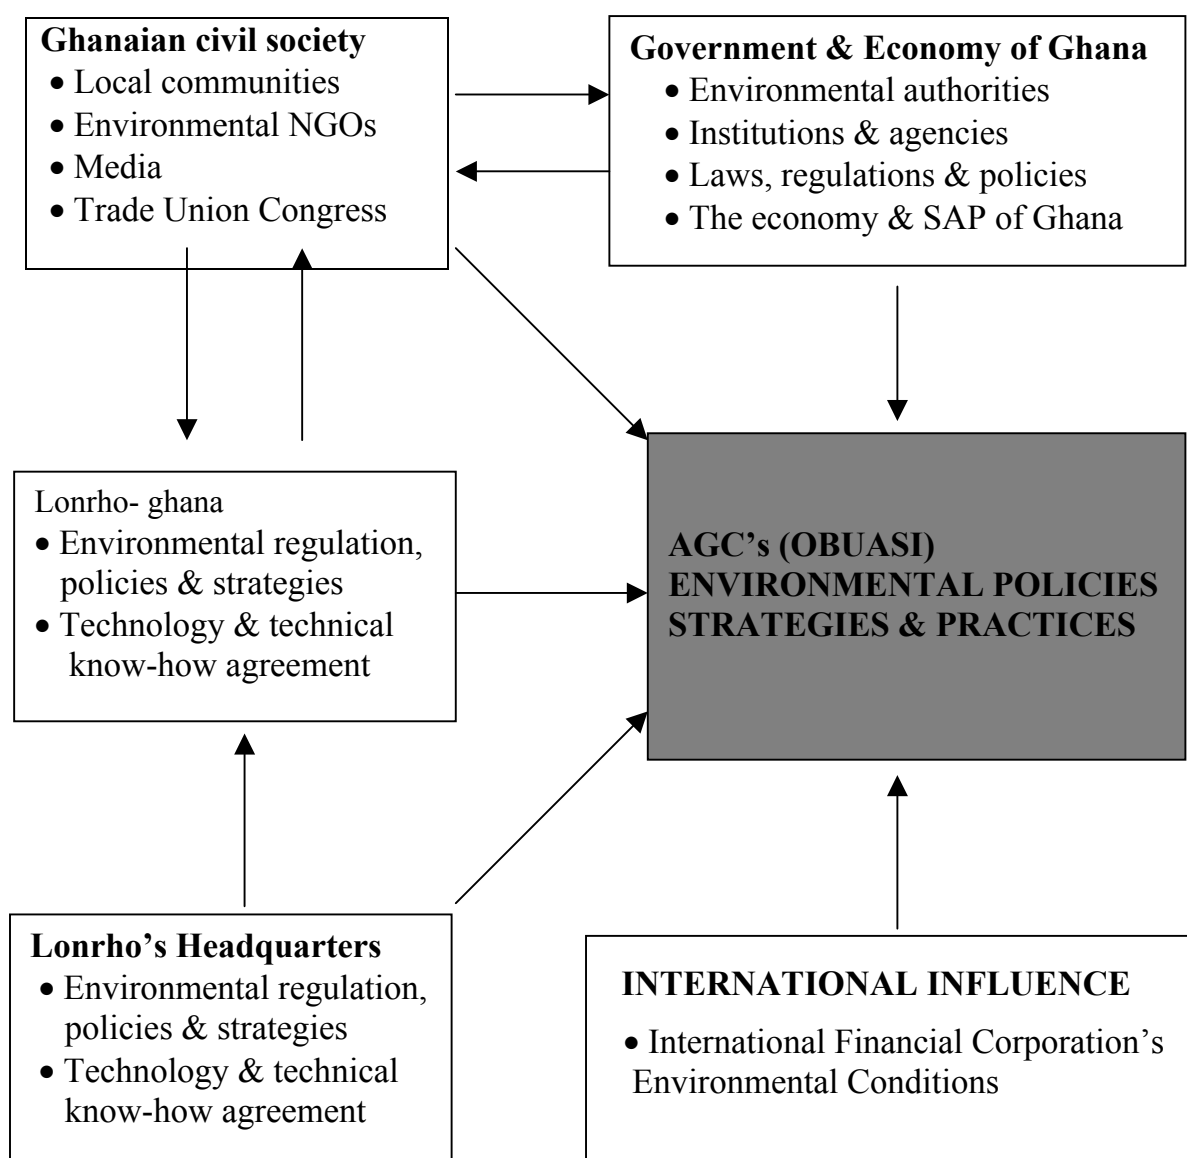 Ghanaian civil society
• Local communities
• Environmental NGOs
• Media
• Trade Union Congress
Government & Economy of Ghana
• Environmental authorities
• Institutions & agencies
• Laws, regulations & policies
• The economy & SAP of Ghana
Lonrho- ghana
• Environmental regulation,
policies & strategies
• Technology & technical
know-how agreement
AGC’s (OBUASI)
ENVIRONMENTAL POLICIES
STRATEGIES & PRACTICES
Lonrho’s Headquarters
• Environmental regulation,
policies & strategies
• Technology & technical
know-how agreement
INTERNATIONAL INFLUENCE
• International Financial Corporation’s
Environmental Conditions